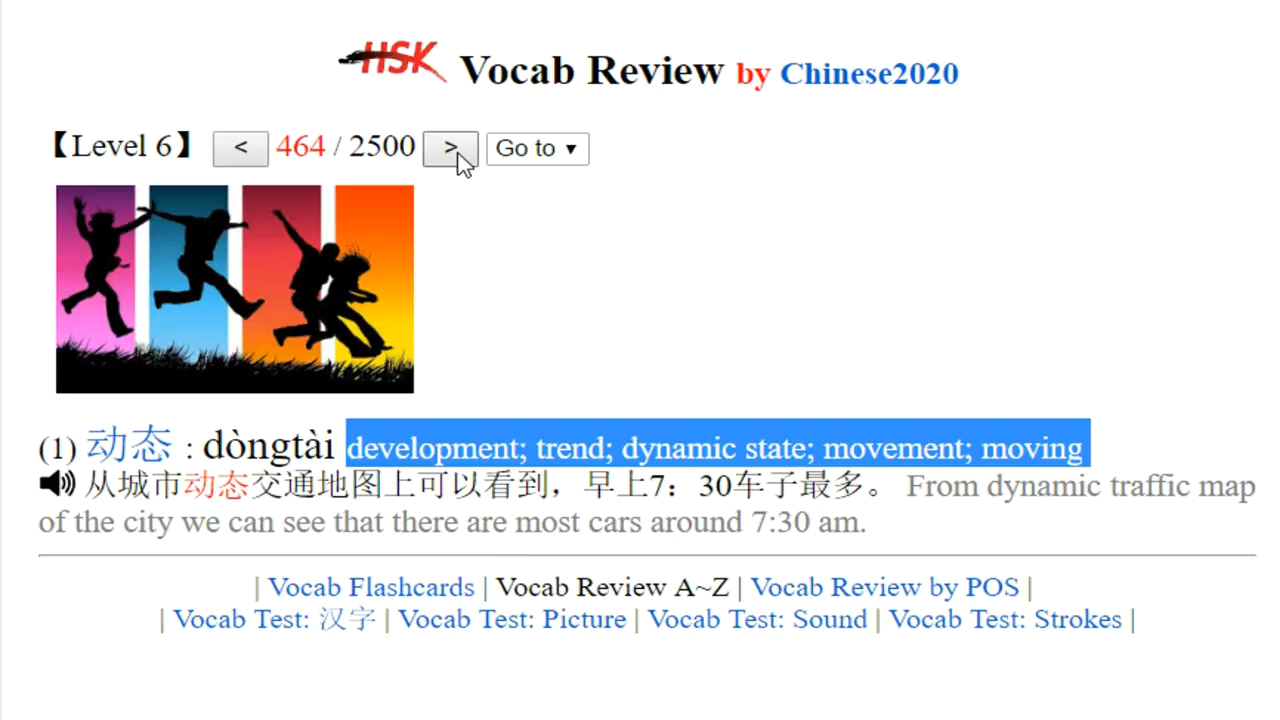 HSK Vocab Review by Chinese2020
【Level 6】 < 464 / 2500 > Go to ▼
(1) 动态 : dòngtài development; trend; dynamic state; movement; moving
从城市动态交通地图上可以看到，早上7：30车子最多。 From dynamic traffic map
of the city we can see that there are most cars around 7:30 am.
| Vocab Flashcards | Vocab Review A~Z | Vocab Review by POS |
| Vocab Test: 汉字 | Vocab Test: Picture | Vocab Test: Sound | Vocab Test: Strokes |